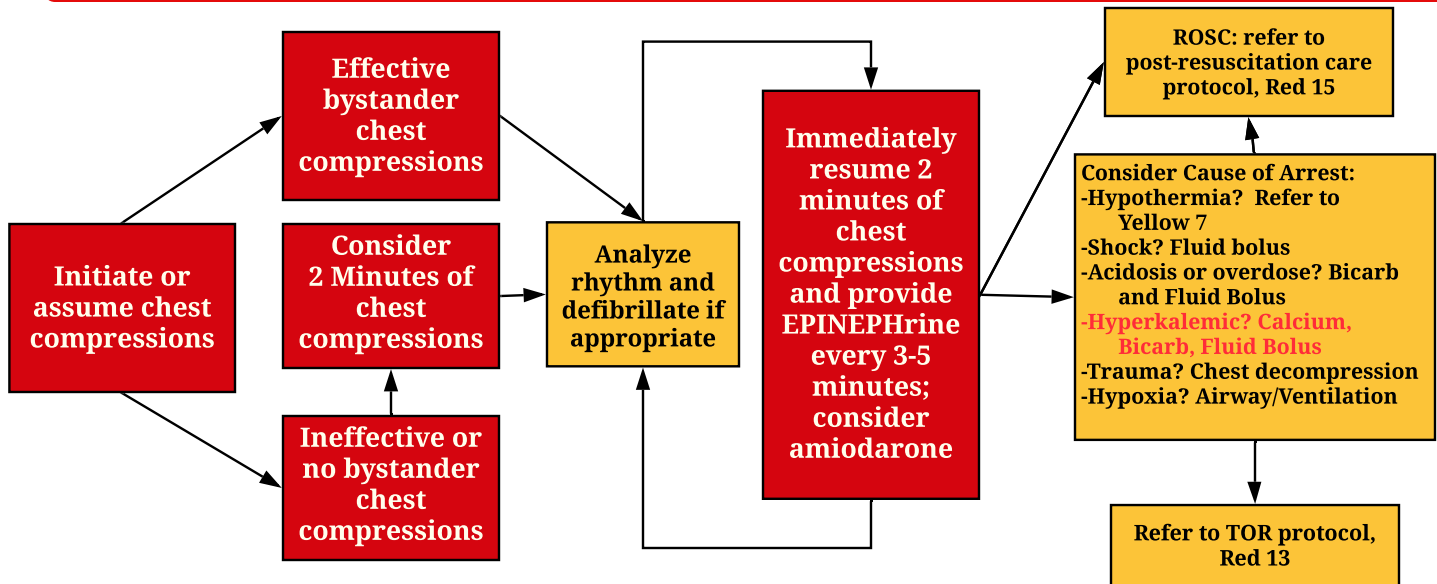 Initiate or
assume chest
compressions
Effective
bystander
chest
compressions
Consider
2 Minutes of
chest
compressions
Ineffective or
no bystander
chest
compressions
Analyze
rhythm and
defibrillate if
appropriate
Immediately
resume 2
minutes of
chest
compressions
and provide
EPINEPHrine
every 3-5
minutes;
consider
amiodarone
ROSC: refer to
post-resuscitation care
protocol, Red 15
Consider Cause of Arrest:
-Hypothermia?  Refer to
Yellow 7
-Shock? Fluid bolus
-Acidosis or overdose? Bicarb
and Fluid Bolus
-Hyperkalemic? Calcium,
Bicarb, Fluid Bolus
-Trauma? Chest decompression
-Hypoxia? Airway/Ventilation
Refer to TOR protocol,
Red 13